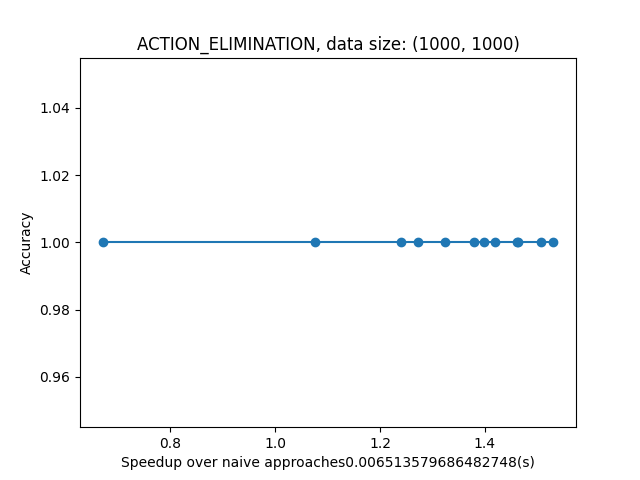 ACTION_ELIMINATION, data size: (1000, 1000)
Accuracy
1.04
1.02
1.00
0.98
0.96
0.8 1.0 1.2 1.4
Speedup over naive approaches0.006513579686482748(s)